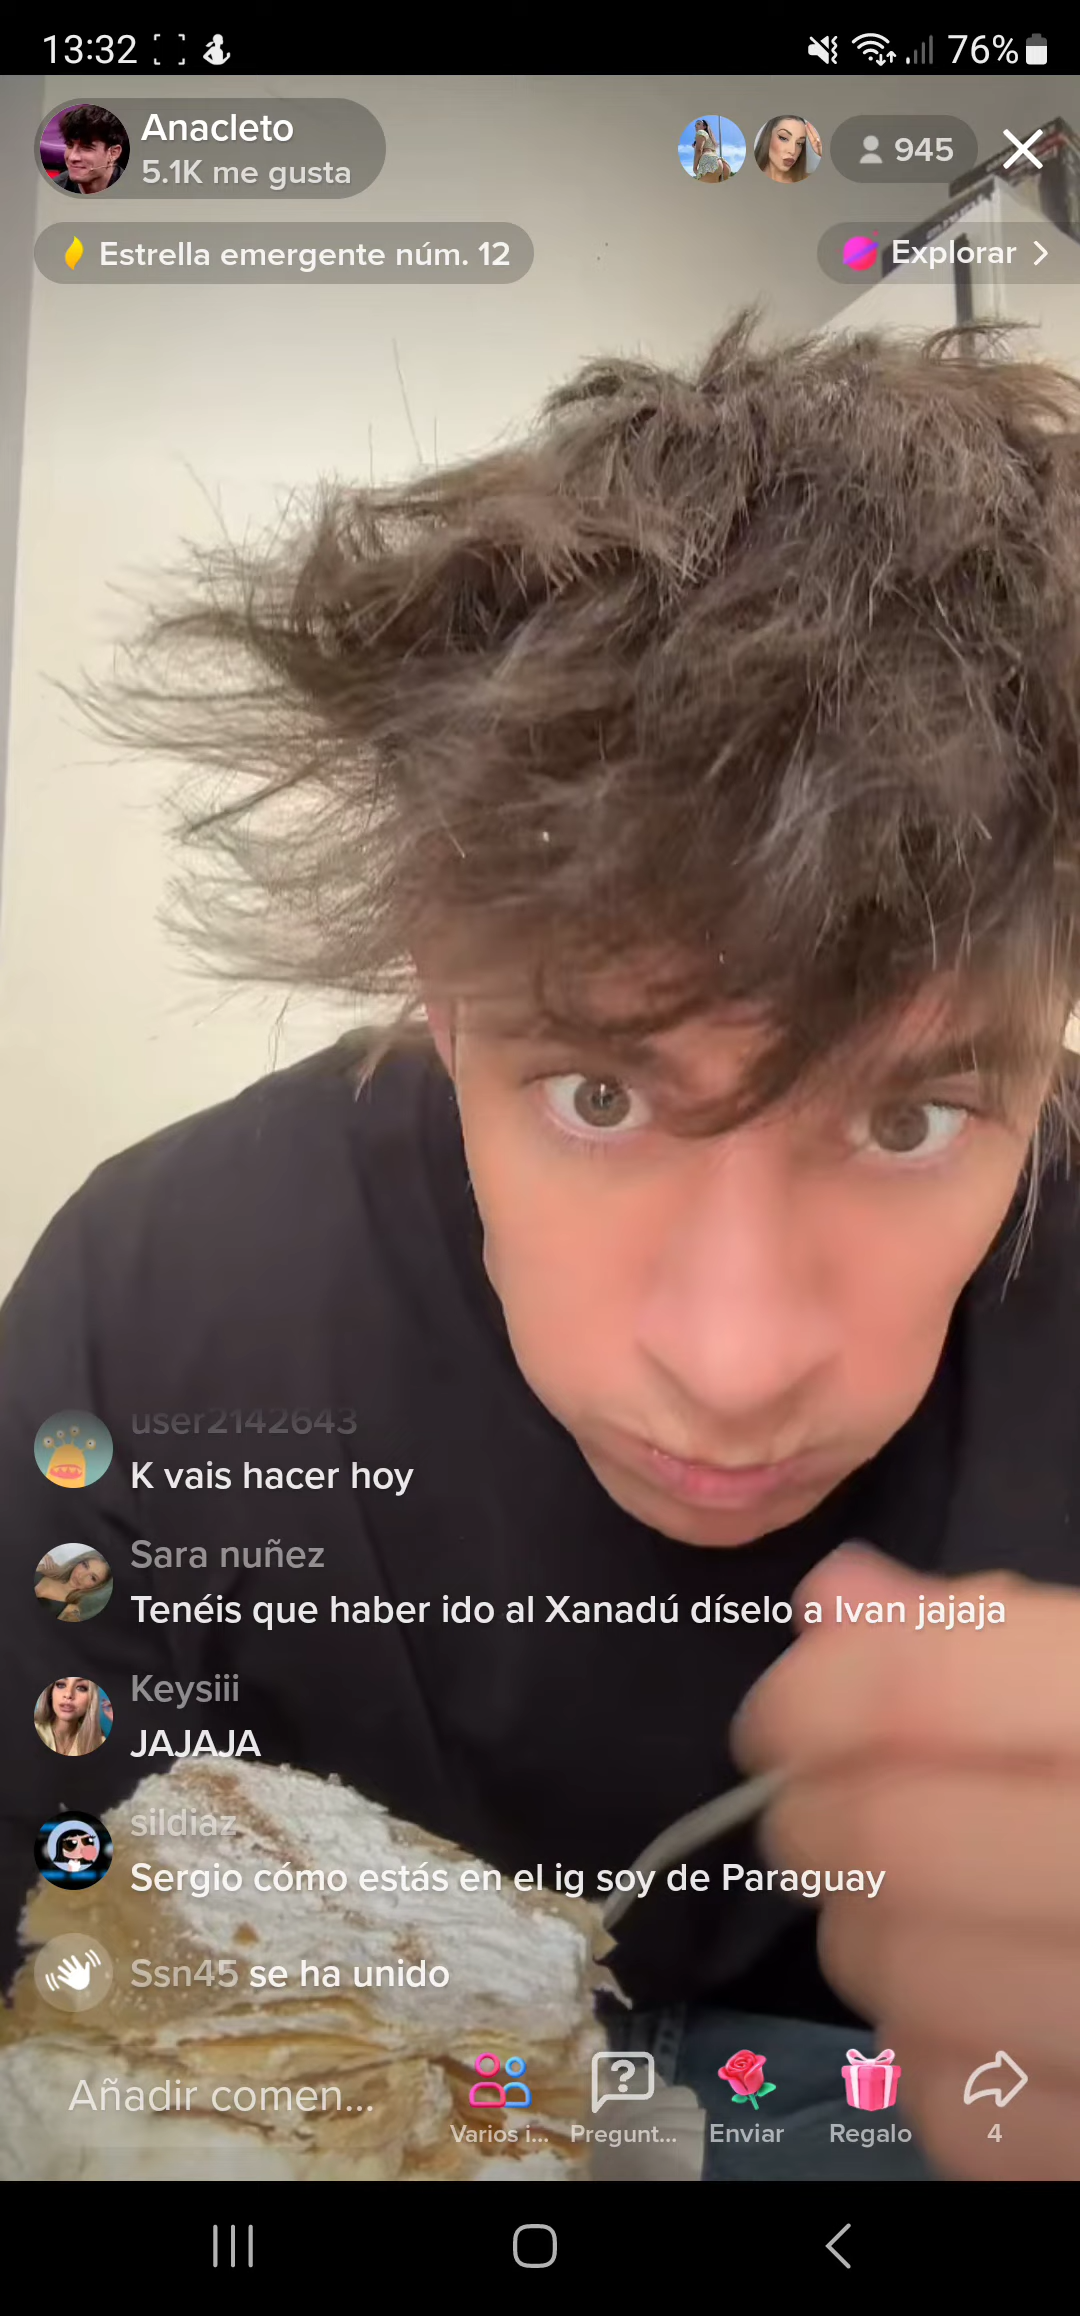 13:32
76%
Anacleto
5.1K me gusta
945
Estrella emergente núm. 12
Explorar
user2142643
K vais hacer hoy
Sara nuñez
Tenéis que haber ido al Xanadú díselo a Ivan jajaja
Keysiii
JAJAJA
sildiaz
Sergio cómo estás en el ig soy de Paraguay
Ssn45 se ha unido
Añadir comen...
Varios i...
Pregunt...
Enviar
Regalo
4